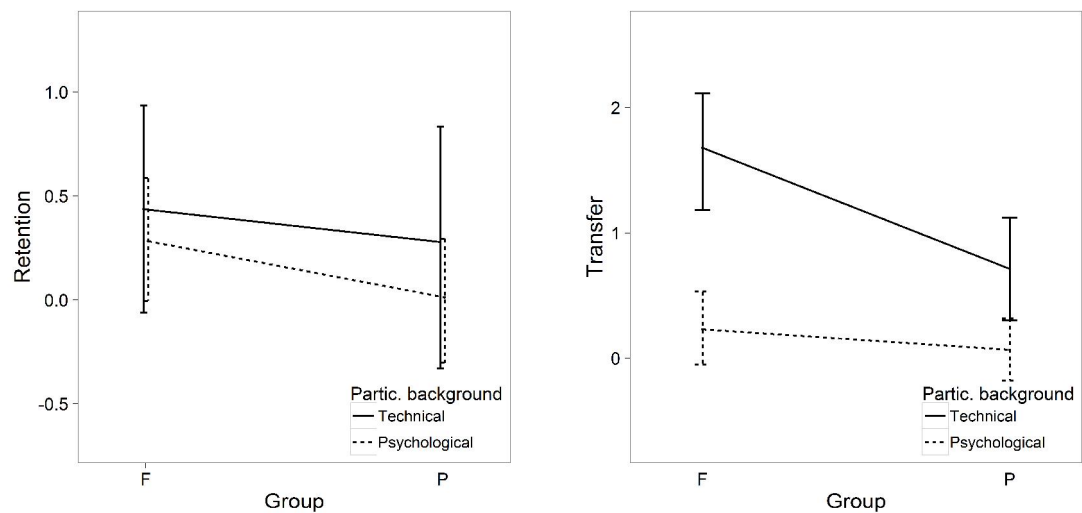 Retention
1.0
0.5
0.0
-0.5
F
P
Group
Partic. background
Technical
Psychological
Transfer
2
1
0
F
P
Group
Partic. background
Technical
Psychological